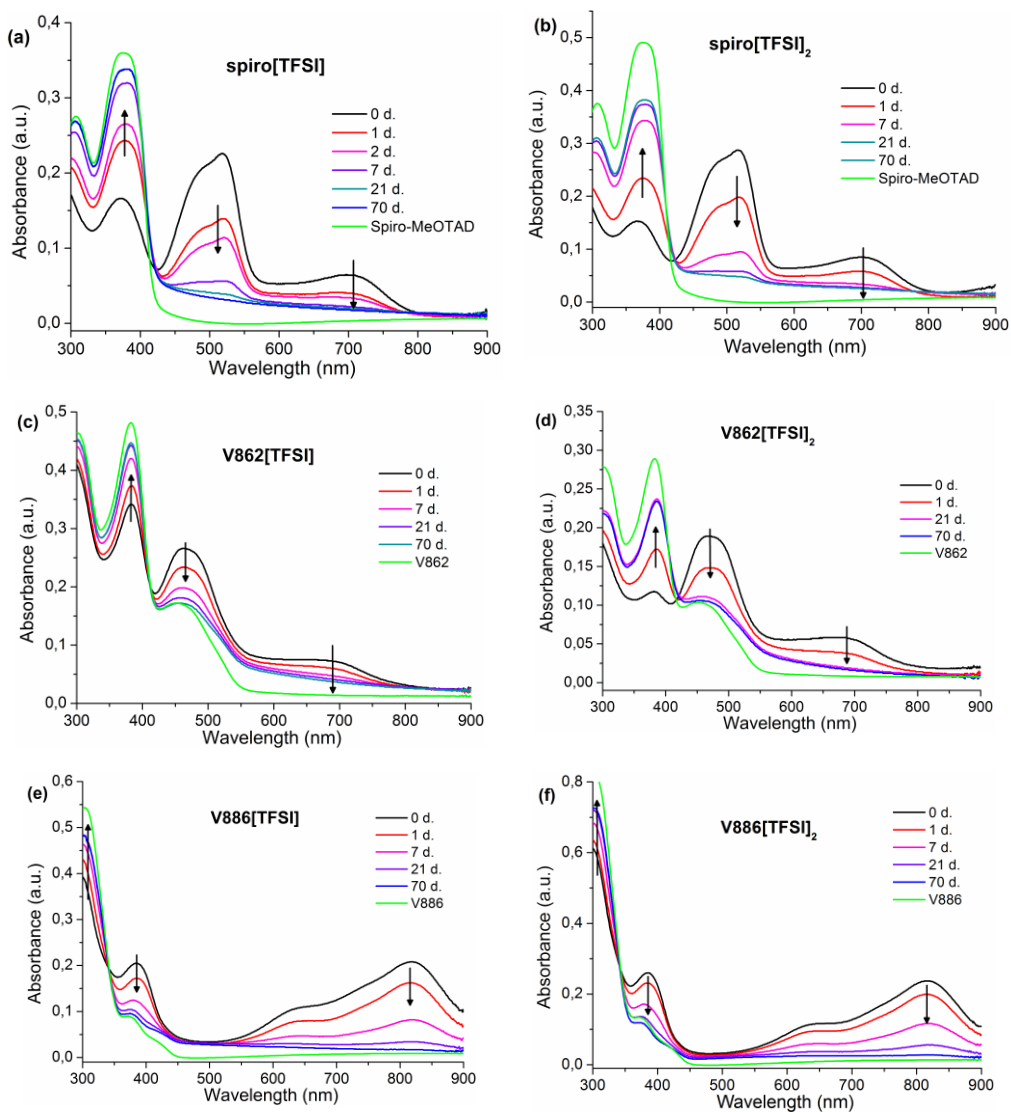 (a)
spiro[TFSI]
0 d.
1 d.
2 d.
7 d.
21 d.
70 d.
Spiro-MeOTAD
Absorbance (a.u.)
0,4
0,3
0,2
0,1
0,0
300 400 500 600 700 800 900
Wavelength (nm)
(b)
spiro[TFSI]2
0 d.
1 d.
7 d.
21 d.
70 d.
Spiro-MeOTAD
Absorbance (a.u.)
0,5
0,4
0,3
0,2
0,1
0,0
300 400 500 600 700 800 900
Wavelength (nm)
(c)
V862[TFSI]
0 d.
1 d.
7 d.
21 d.
70 d.
V862
Absorbance (a.u.)
0,5
0,4
0,3
0,2
0,1
0,0
300 400 500 600 700 800 900
Wavelength (nm)
(d)
V862[TFSI]2
0 d.
1 d.
21 d.
70 d.
V862
Absorbance (a.u.)
0,35
0,30
0,25
0,20
0,15
0,10
0,05
0,00
300 400 500 600 700 800 900
Wavelength (nm)
(e)
V886[TFSI]
0 d.
1 d.
7 d.
21 d.
70 d.
V886
Absorbance (a.u.)
0,6
0,5
0,4
0,3
0,2
0,1
0,0
300 400 500 600 700 800 900
Wavelength (nm)
(f)
V886[TFSI]2
0 d.
1 d.
7 d.
21 d.
70 d.
V886
Absorbance (a.u.)
0,8
0,6
0,4
0,2
0,0
300 400 500 600 700 800 900
Wavelength (nm)